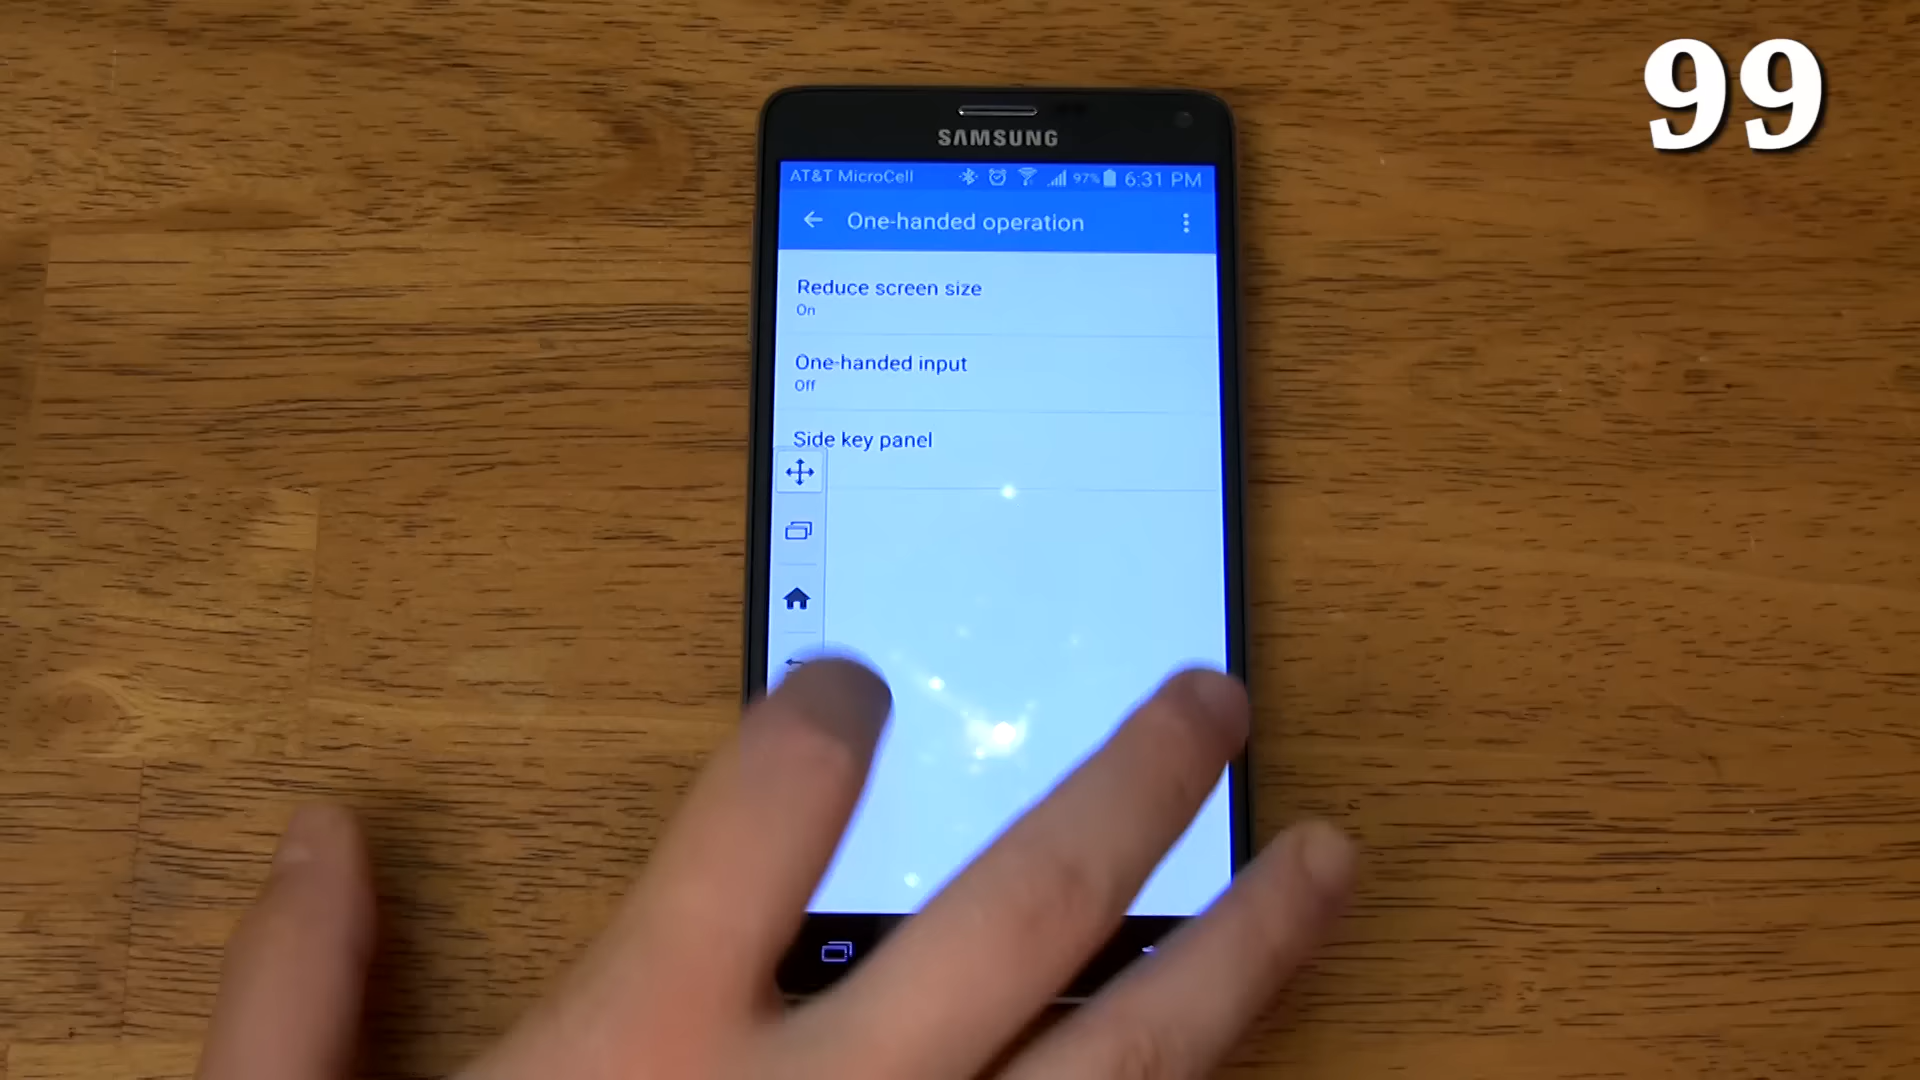 99
SAMSUNG
AT&T MicroCell 97% 6:31 PM
One-handed operation
Reduce screen size
On
One-handed input
Off
Side key panel